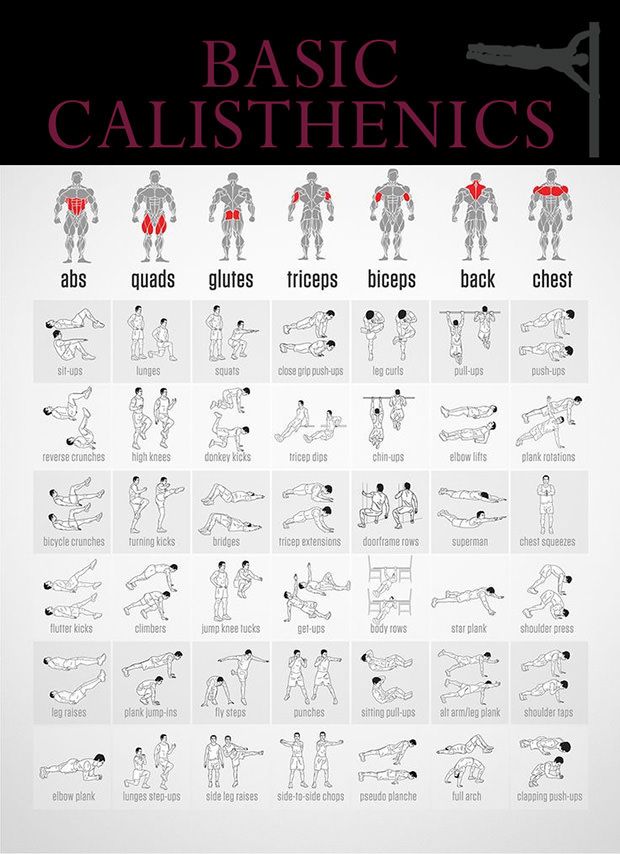 BASIC
CALISTHENICS
abs quads glutes triceps biceps back chest
sit-ups lunges squats close grip push-ups leg curls pull-ups push-ups
reverse crunches high knees donkey kicks tricep dips chin-ups elbow lifts plank rotations
bicycle crunches turning kicks bridges tricep extensions doorframe rows superman chest squeezes
flutter kicks climbers jump knee tucks get-ups body rows star plank shoulder press
leg raises plank jump-ins fly steps punches sitting pull-ups alt arm/leg plank shoulder taps
elbow plank lunges step-ups side leg raises side-to-side chops pseudo planche full arch clapping push-ups